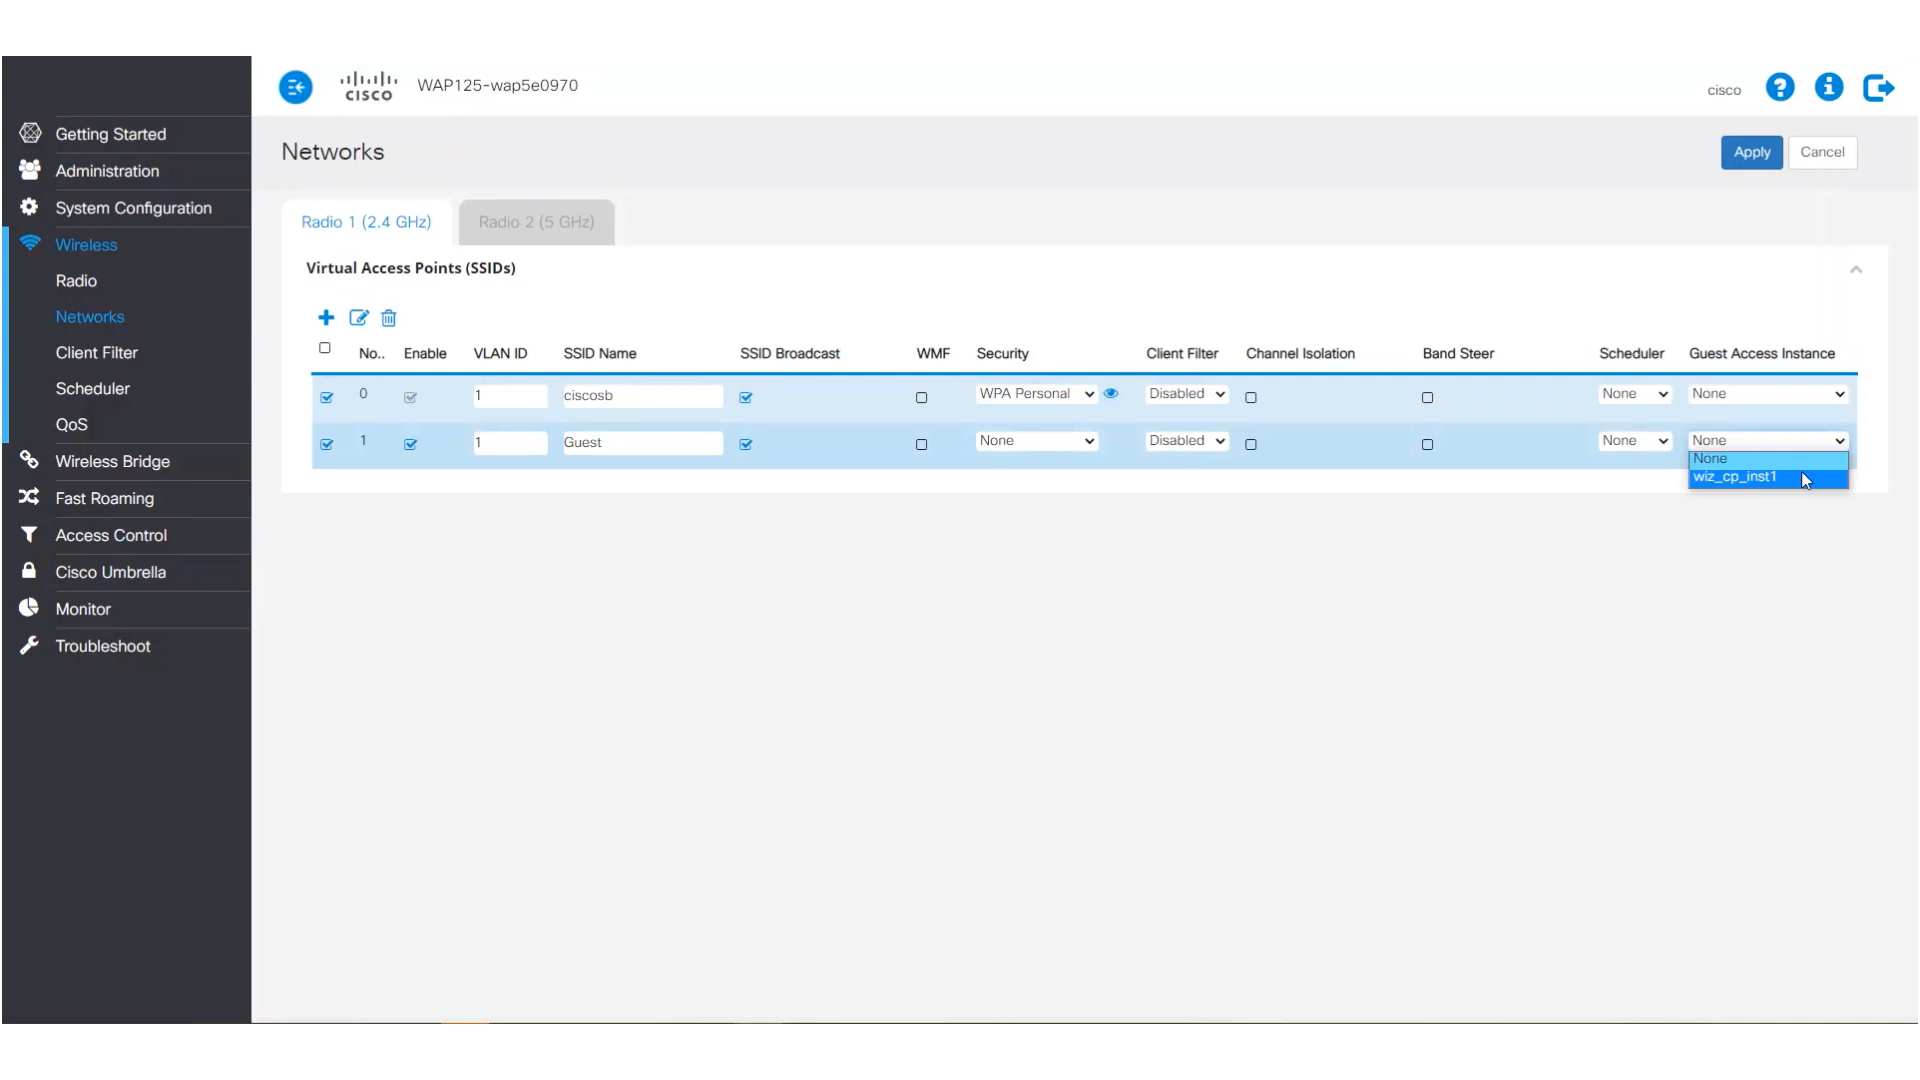 CISCO WAP125-wap5e0970
cisco
Getting Started
Administration
System Configuration
Wireless
Radio
Networks
Client Filter
Scheduler
QoS
Wireless Bridge
Fast Roaming
Access Control
Cisco Umbrella
Monitor
Troubleshoot
Networks
Apply Cancel
Radio 1 (2.4 GHz) Radio 2 (5 GHz)
Virtual Access Points (SSIDs)
No.. Enable VLAN ID SSID Name SSID Broadcast WMF Security Client Filter Channel Isolation Band Steer Scheduler Guest Access Instance
0 1 ciscosb WPA Personal Disabled None None
1 1 Guest None Disabled None None
None
wiz_cp_inst1